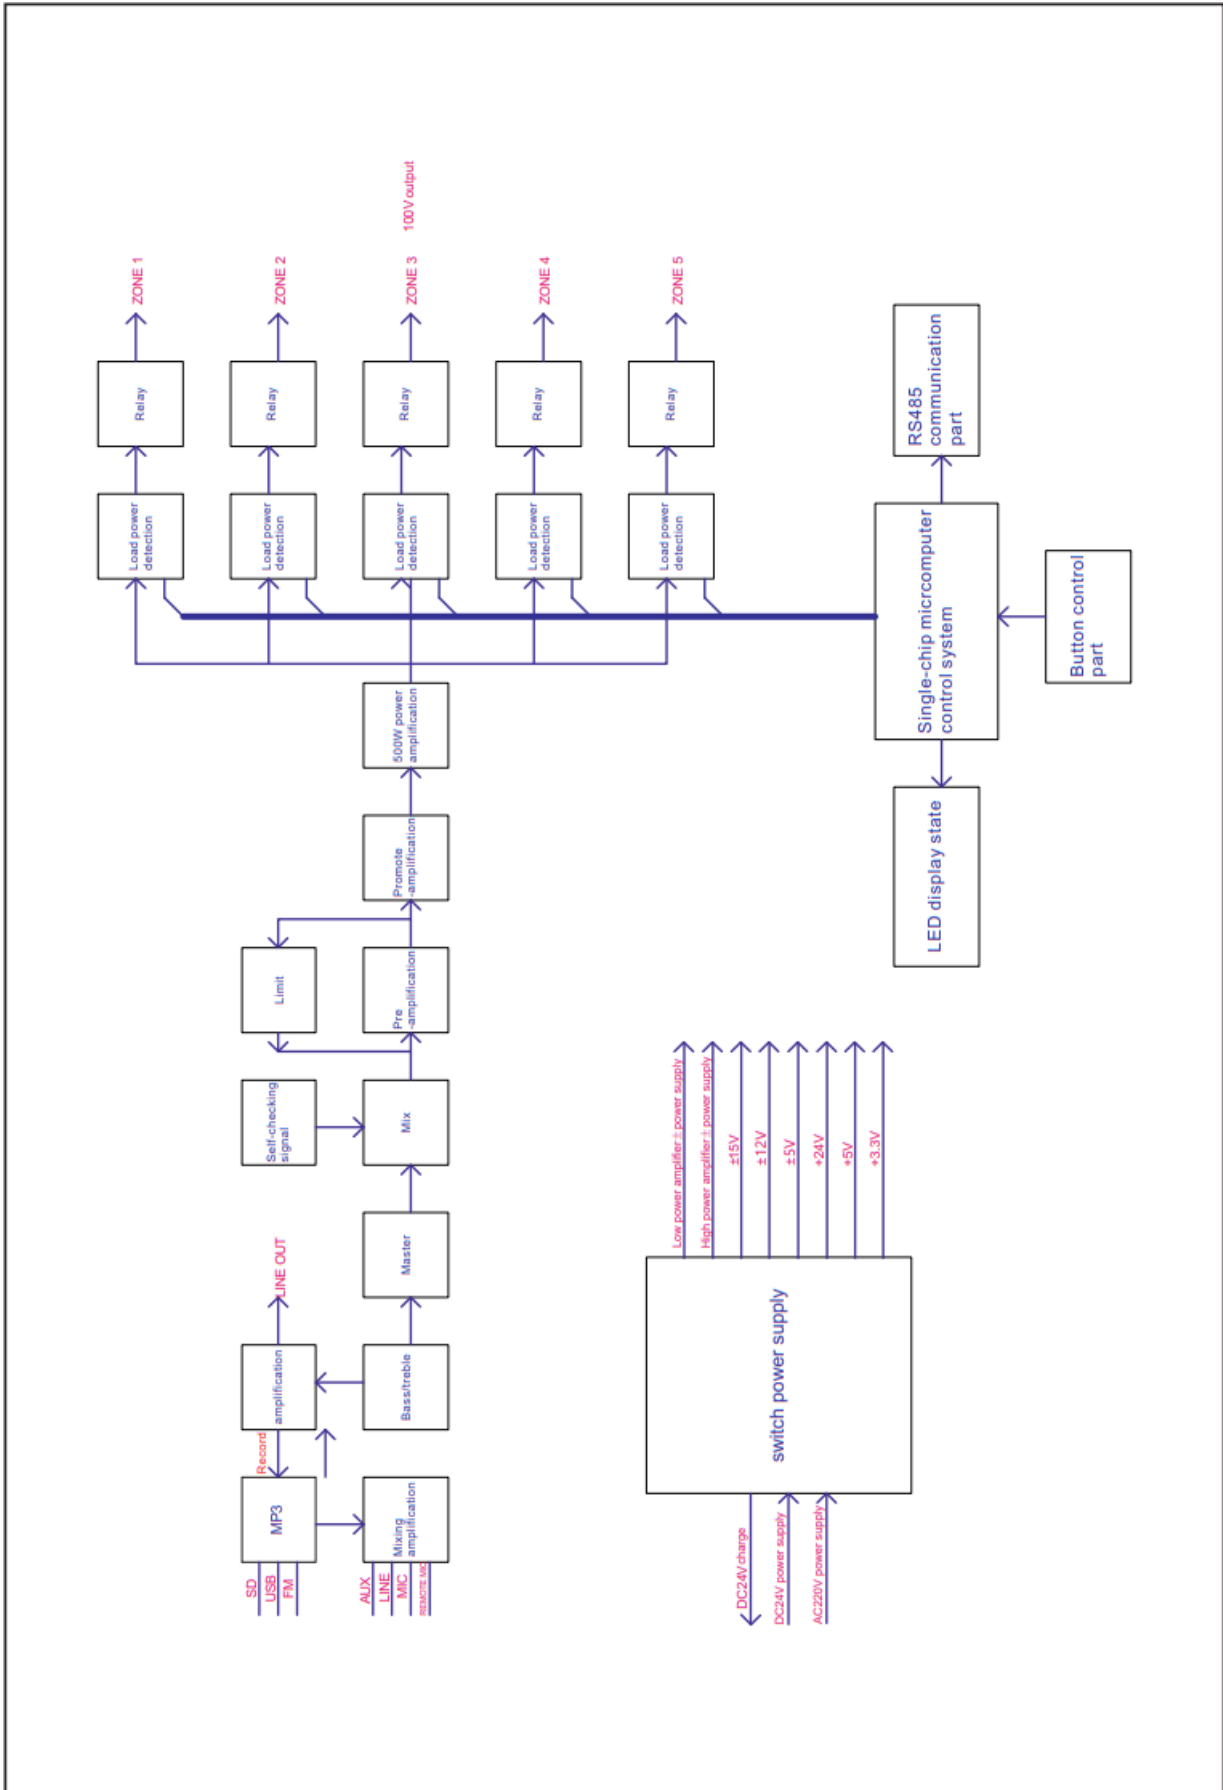 SD
USB
FM
MP3
Record
amplification
LINE OUT
AUX
LINE
MIC
REMOTE MIC
Mixing
amplification
Bass/treble
Master
Self-checking
signal
Mix
Limit
Pre
-amplification
Promote
-amplification
500W power
amplification
Load power
detection
Relay
ZONE 1
Load power
detection
Relay
ZONE 2
Load power
detection
Relay
ZONE 3
100V output
Load power
detection
Relay
ZONE 4
Load power
detection
Relay
ZONE 5
DC24V charge
DC24V power supply
AC220V power supply
switch power supply
Low power amplifier ± power supply
High power amplifier ± power supply
±15V
±12V
±5V
+24V
+5V
+3.3V
LED display state
Single-chip micrcomputer
control system
RS485
communication
part
Button control
part